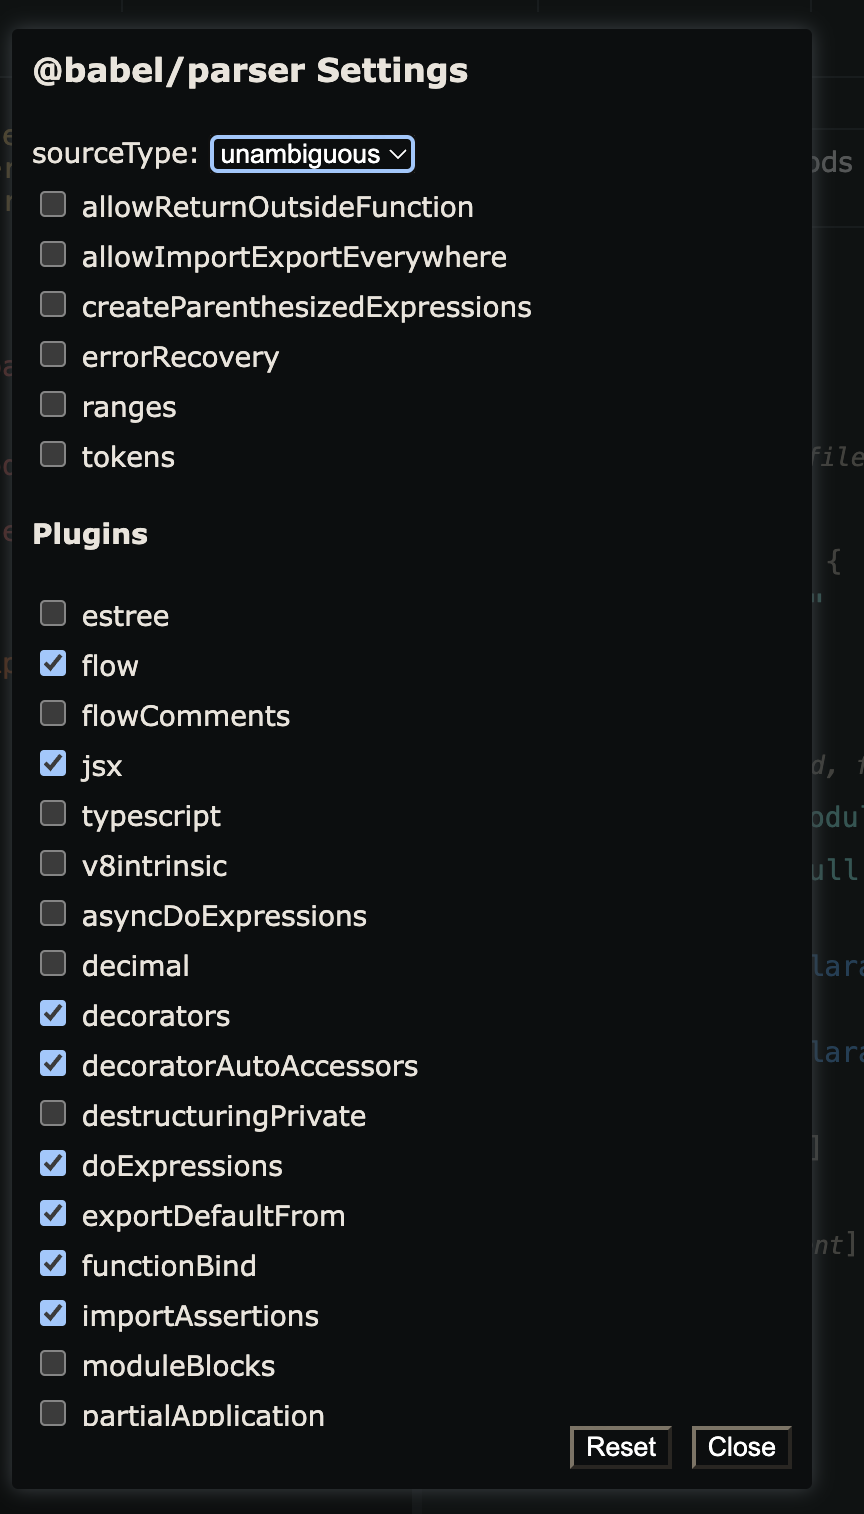 @babel/parser Settings
sourceType: unambiguous
allowReturnOutsideFunction
allowImportExportEverywhere
createParenthesizedExpressions
errorRecovery
ranges
tokens
Plugins
estree
flow
flowComments
jsx
typescript
v8intrinsic
asyncDoExpressions
decimal
decorators
decoratorAutoAccessors
destructuringPrivate
doExpressions
exportDefaultFrom
functionBind
importAssertions
moduleBlocks
partialApplication
Reset Close